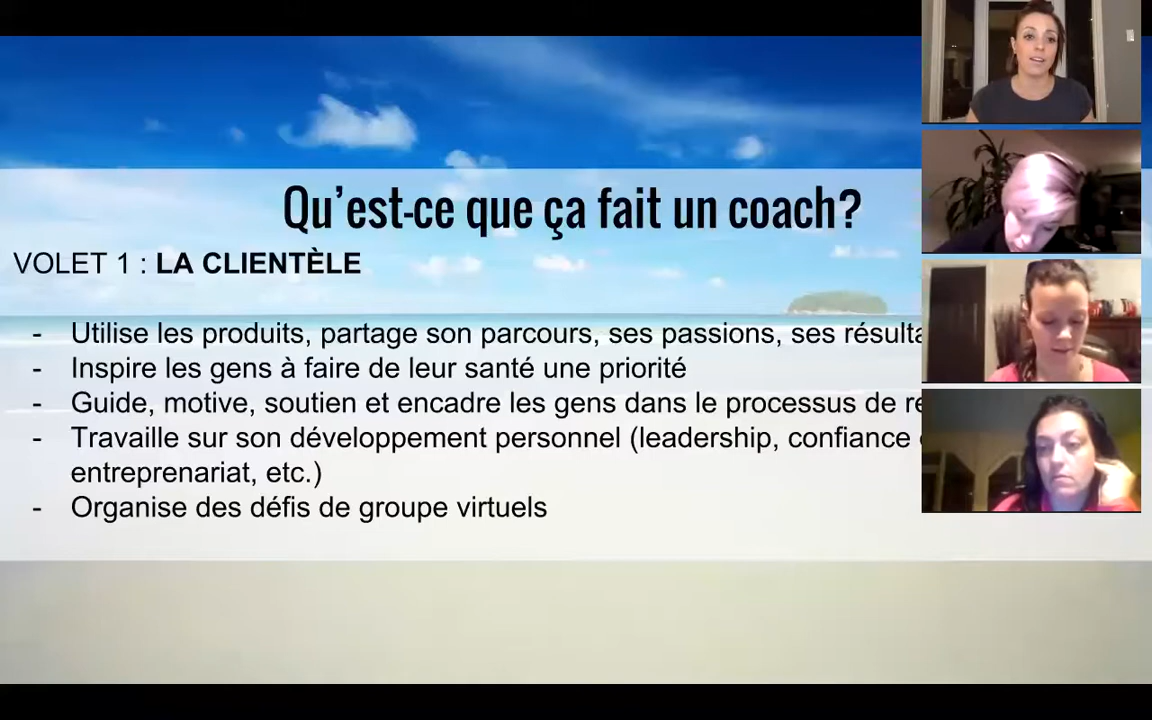 Qu'est-ce que ça fait un coach?
VOLET 1 : LA CLIENTÈLE
- Utilise les produits, partage son parcours, ses passions, ses
- Inspire les gens à faire de leur santé une priorité
- Guide, motive, soutien et encadre les gens dans le processus de
- Travaille sur son développement personnel (leadership, confiance
entreprenariat, etc.)
- Organise des défis de groupe virtuels